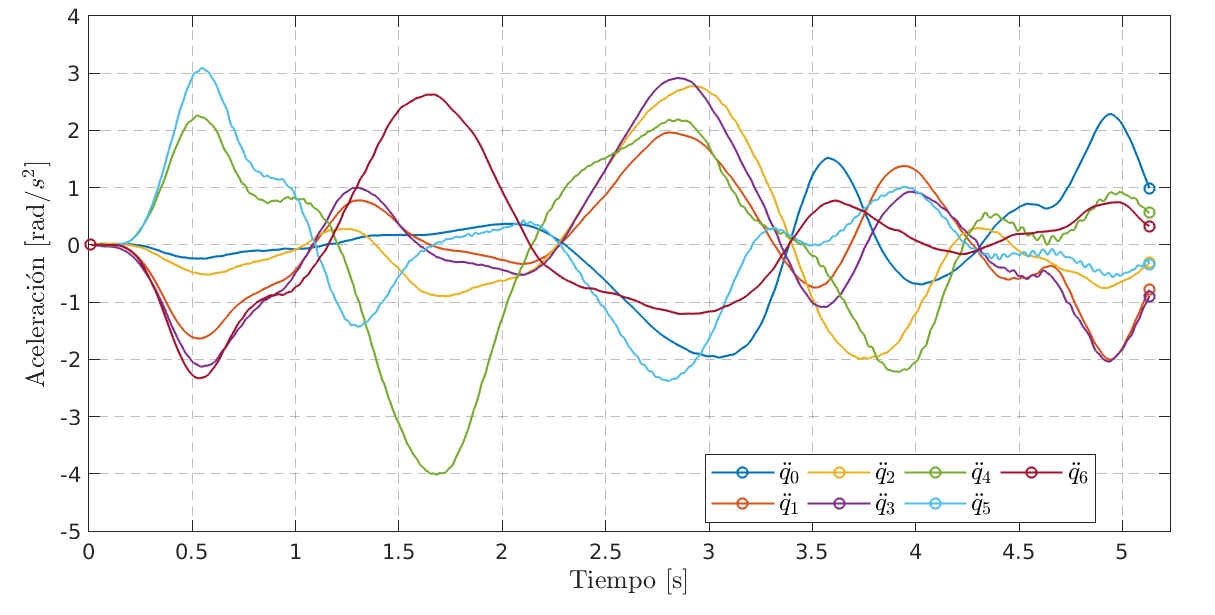 4
3
2
1
0
-1
-2
-3
-4
-5
Aceleración [rad/s²]
0 0.5 1 1.5 2 2.5 3 3.5 4 4.5 5
Tiempo [s]
q̈₀ q̈₂ q̈₄ q̈₆
q̈₁ q̈₃ q̈₅